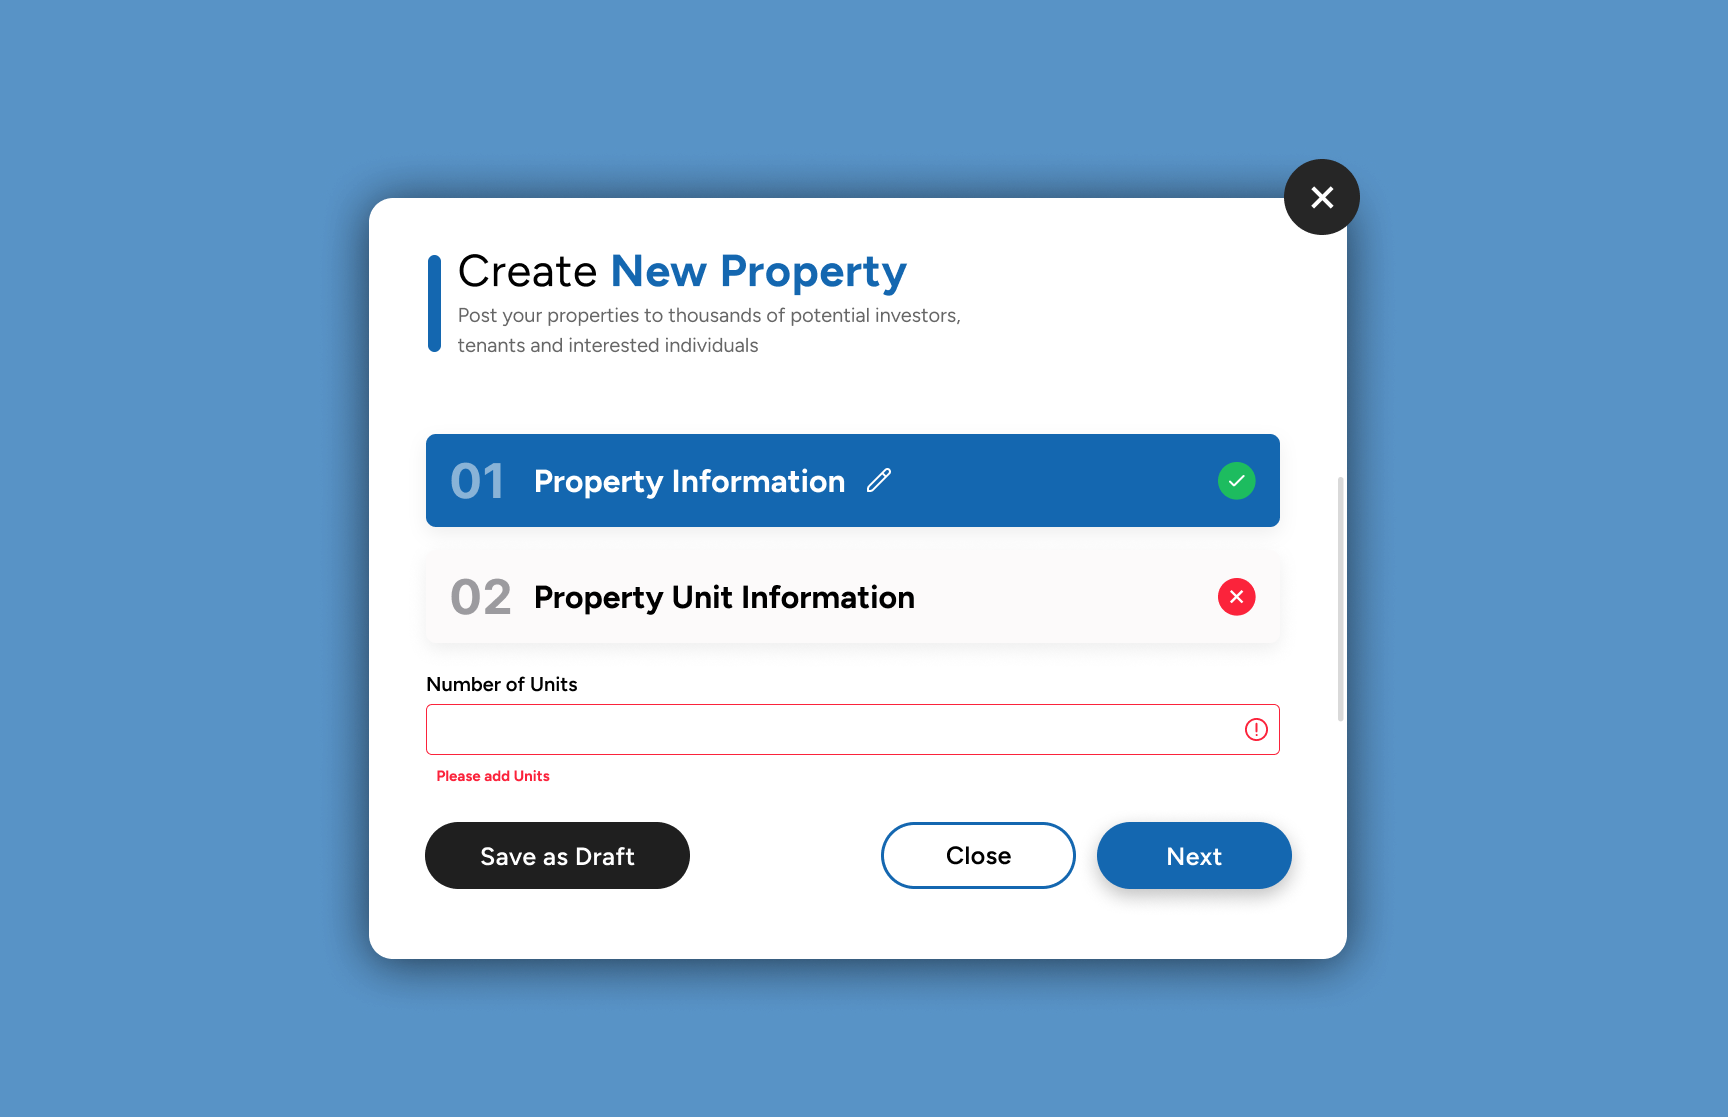 Create New Property
Post your properties to thousands of potential investors,
tenants and interested individuals
01 Property Information
02 Property Unit Information
Number of Units
Please add Units
Save as Draft
Close
Next